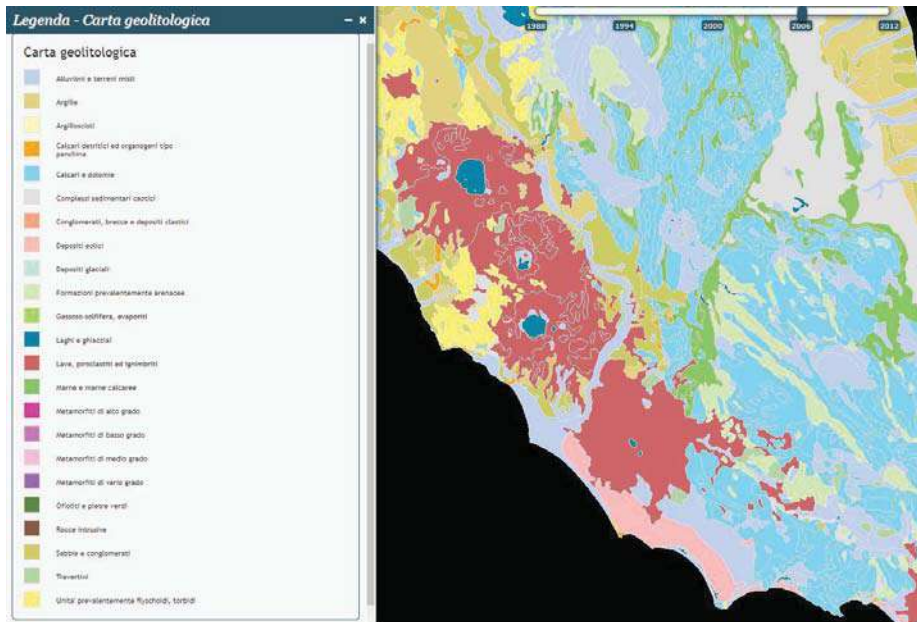 Legenda - Carta geolitologica
Carta geolitologica
Alluvioni e terreni misti
Argille
Argilloscisti
Calcari detritici ed organogeni tipo
panchina
Calcari e dolomie
Complessi sedimentari caotici
Conglomerati, brecce e depositi clastici
Depositi eolici
Depositi glaciali
Formazioni prevalentemente arenacee
Gessoso solfifera, evaporiti
Laghi e ghiacciai
Lave, piroclastiti ed ignimbriti
Marne e marne calcaree
Metamorfiti di alto grado
Metamorfiti di basso grado
Metamorfiti di medio grado
Metamorfiti di vario grado
Ofioliti e pietre verdi
Rocce intrusive
Sabbie e conglomerati
Travertini
Unita' prevalentemente flyschoidi, torbidi
1988 1994 2000 2006 2012